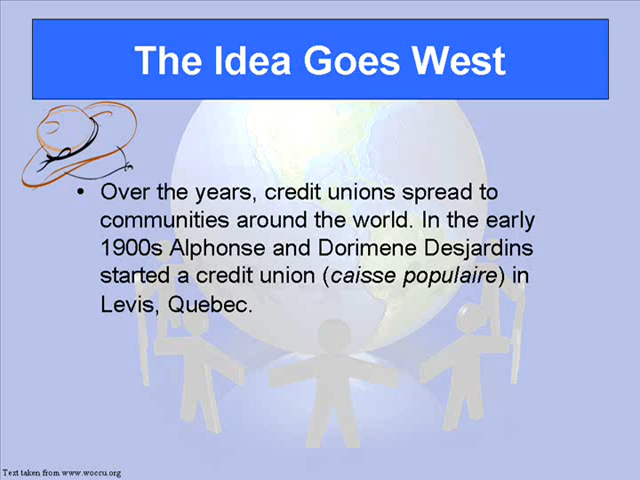 The Idea Goes West
• Over the years, credit unions spread to
communities around the world. In the early
1900s Alphonse and Dorimene Desjardins
started a credit union (caisse populaire) in
Levis, Quebec.
Text taken from www.woccu.org